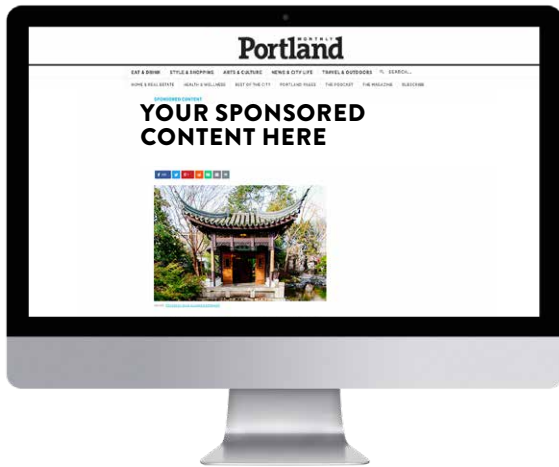 MONTHLY
Portland
EAT & DRINK STYLE & SHOPPING ARTS & CULTURE NEWS & CITY LIFE TRAVEL & OUTDOORS SEARCH...
HOME & REAL ESTATE HEALTH & WELLNESS BEST OF THE CITY PORTLAND PAGES THE PODCAST THE MAGAZINE SUBSCRIBE
SPONSORED CONTENT
YOUR SPONSORED
CONTENT HERE